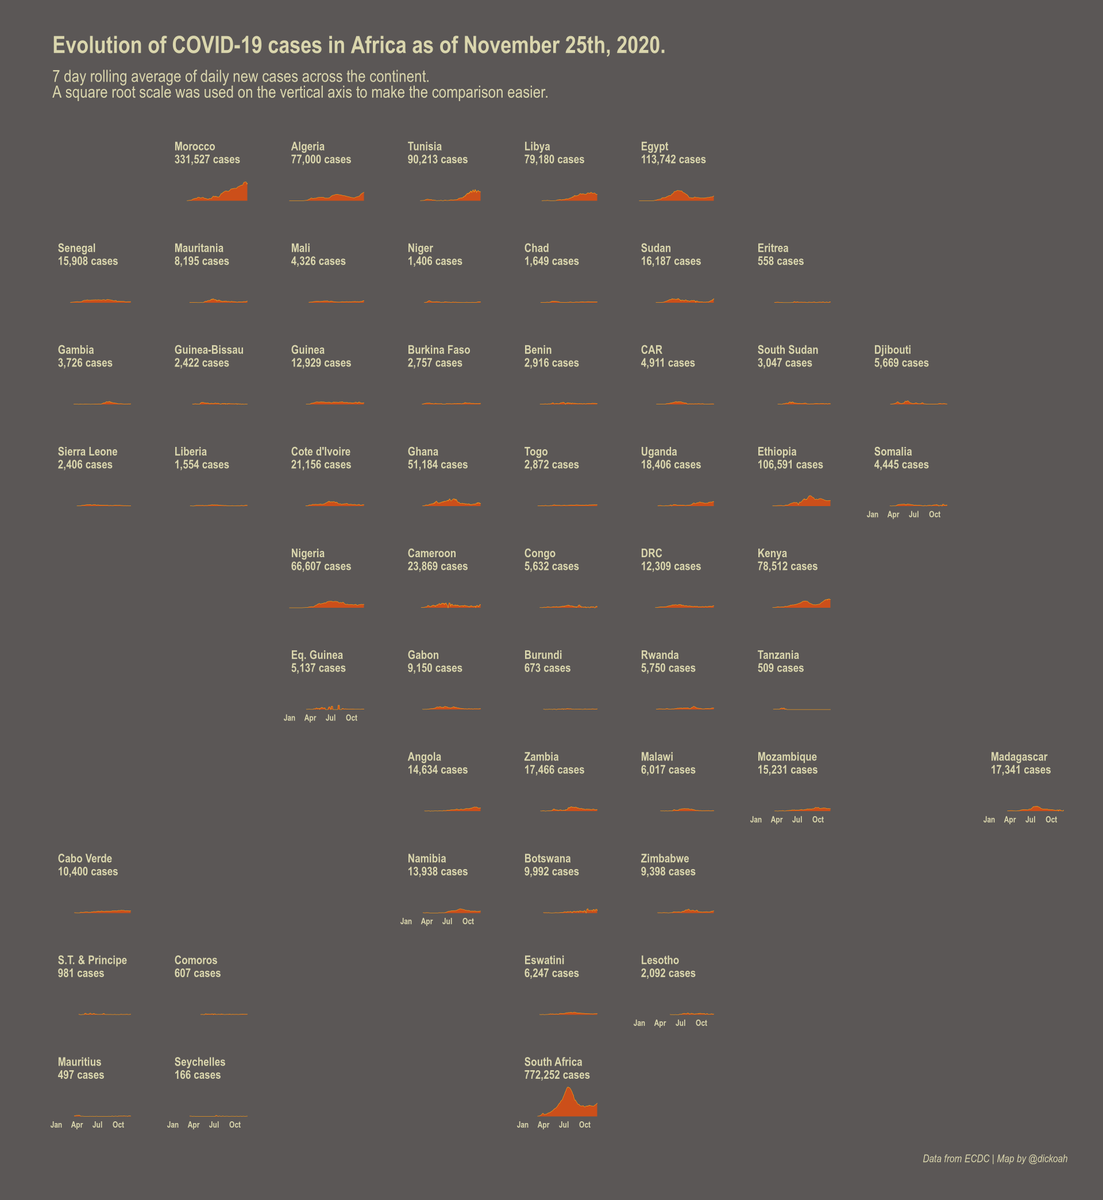 Evolution of COVID-19 cases in Africa as of November 25th, 2020.
7 day rolling average of daily new cases across the continent.
A square root scale was used on the vertical axis to make the comparison easier.
Morocco Algeria Tunisia Libya Egypt
331,527 cases 77,000 cases 90,213 cases 79,180 cases 113,742 cases
Senegal Mauritania Mali Niger Chad Sudan Eritrea
15,908 cases 8,195 cases 4,326 cases 1,406 cases 1,649 cases 16,187 cases 558 cases
Gambia Guinea-Bissau Guinea Burkina Faso Benin CAR South Sudan Djibouti
3,726 cases 2,422 cases 12,929 cases 2,757 cases 2,916 cases 4,911 cases 3,047 cases 5,669 cases
Sierra Leone Liberia Cote d'Ivoire Ghana Togo Uganda Ethiopia Somalia
2,406 cases 1,554 cases 21,156 cases 51,184 cases 2,872 cases 18,406 cases 106,591 cases 4,445 cases
Jan Apr Jul Oct
Nigeria Cameroon Congo DRC Kenya
66,607 cases 23,869 cases 5,632 cases 12,309 cases 78,512 cases
Eq. Guinea Gabon Burundi Rwanda Tanzania
5,137 cases 9,150 cases 673 cases 5,750 cases 509 cases
Jan Apr Jul Oct
Angola Zambia Malawi Mozambique Madagascar
14,634 cases 17,466 cases 6,017 cases 15,231 cases 17,341 cases
Jan Apr Jul Oct Jan Apr Jul Oct
Cabo Verde Namibia Botswana Zimbabwe
10,400 cases 13,938 cases 9,992 cases 9,398 cases
Jan Apr Jul Oct
S.T. & Principe Comoros Eswatini Lesotho
981 cases 607 cases 6,247 cases 2,092 cases
Jan Apr Jul Oct
Mauritius Seychelles South Africa
497 cases 166 cases 772,252 cases
Jan Apr Jul Oct Jan Apr Jul Oct Jan Apr Jul Oct
Data from ECDC | Map by @dickoah